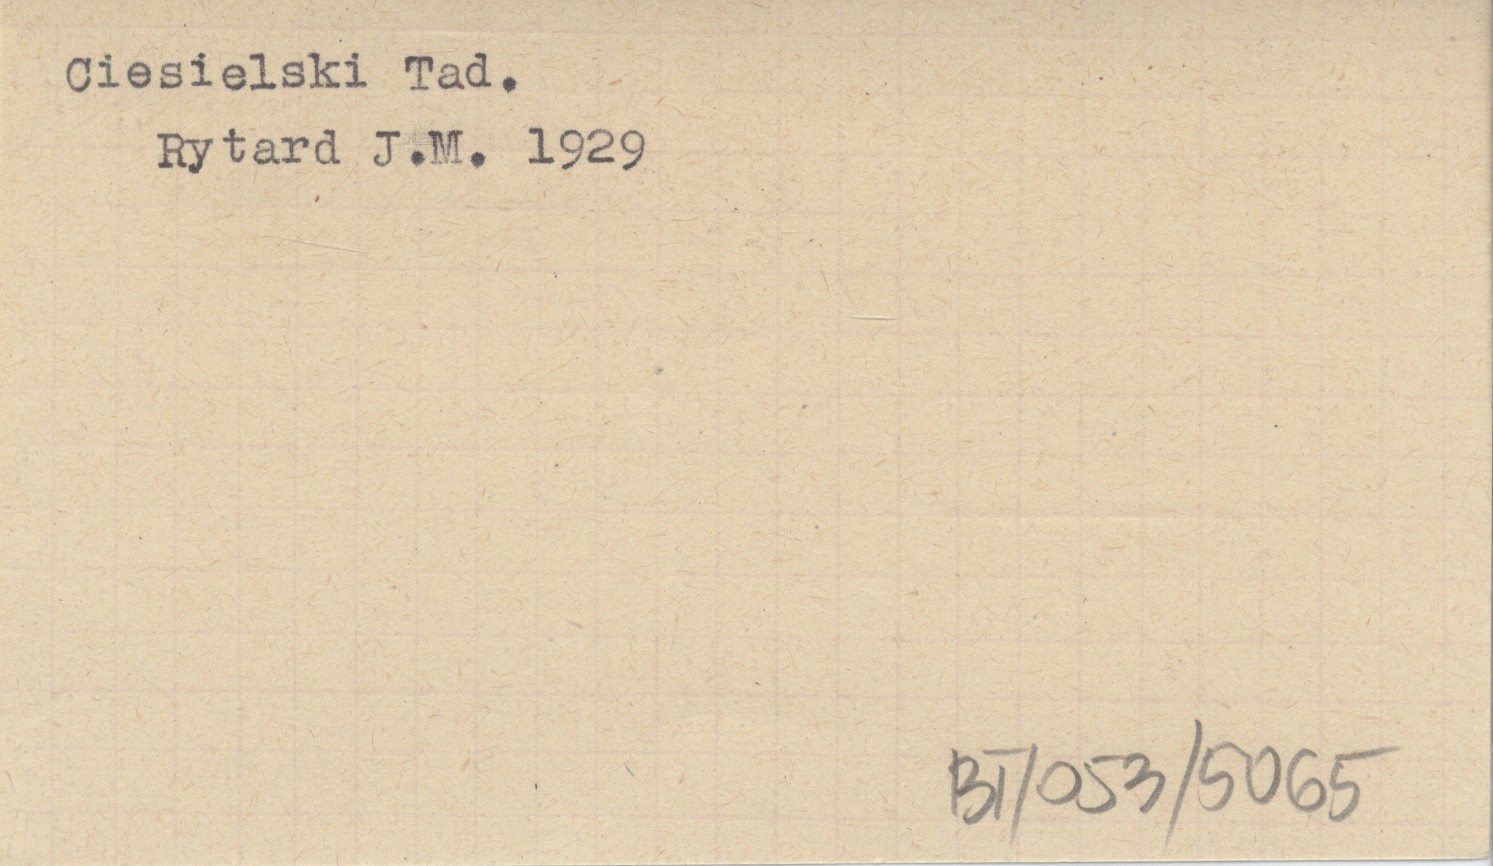 Ciesielski Tad.
Rytard J.M. 1929
BT/053/5065